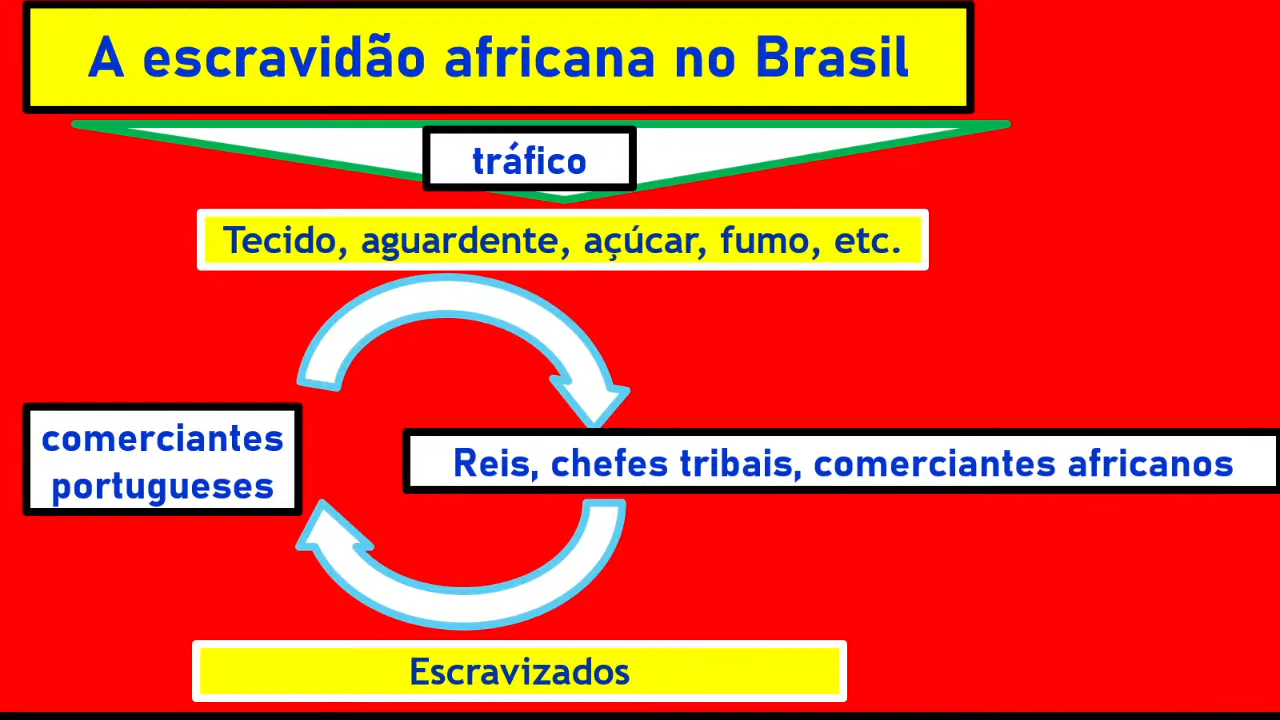 A escravidão africana no Brasil
tráfico
Tecido, aguardente, açúcar, fumo, etc.
comerciantes
portugueses
Reis, chefes tribais, comerciantes africanos
Escravizados